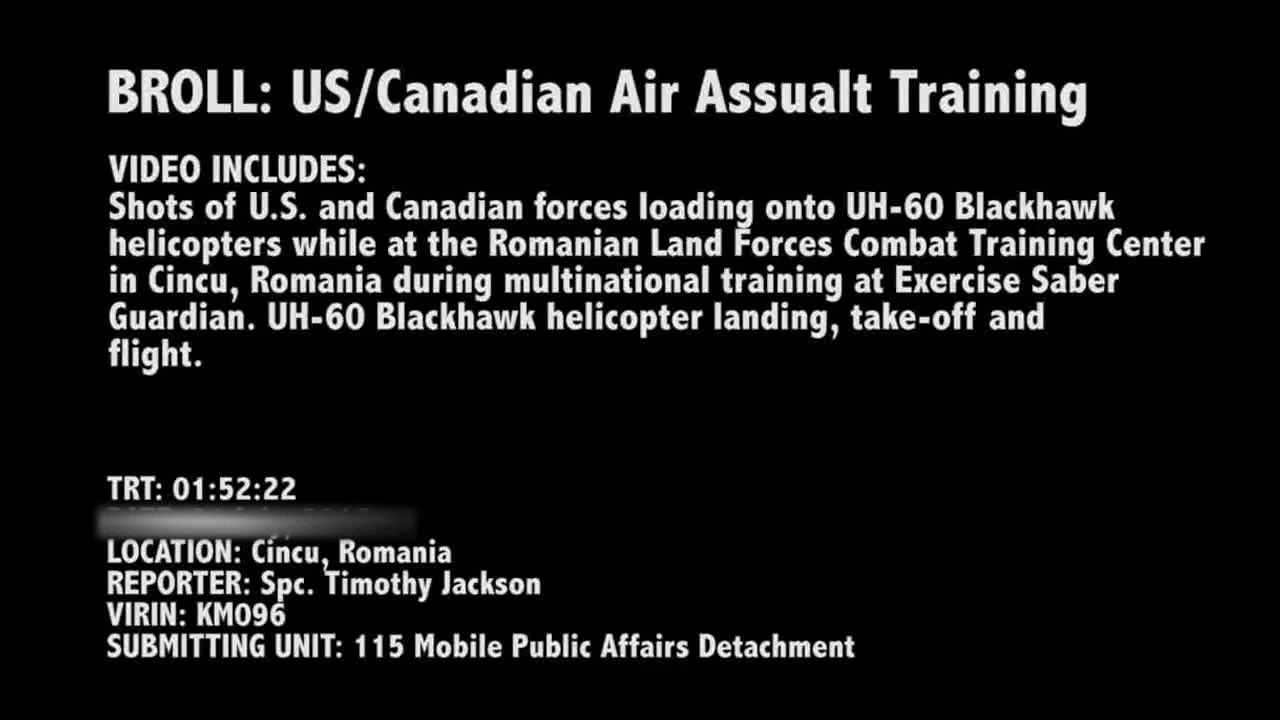 BROLL: US/Canadian Air Assualt Training
VIDEO INCLUDES:
Shots of U.S. and Canadian forces loading onto UH-60 Blackhawk
helicopters while at the Romanian Land Forces Combat Training Center
in Cincu, Romania during multinational training at Exercise Saber
Guardian. UH-60 Blackhawk helicopter landing, take-off and
flight.
TRT: 01:52:22
LOCATION: Cincu, Romania
REPORTER: Spc. Timothy Jackson
VIRIN: KM096
SUBMITTING UNIT: 115 Mobile Public Affairs Detachment